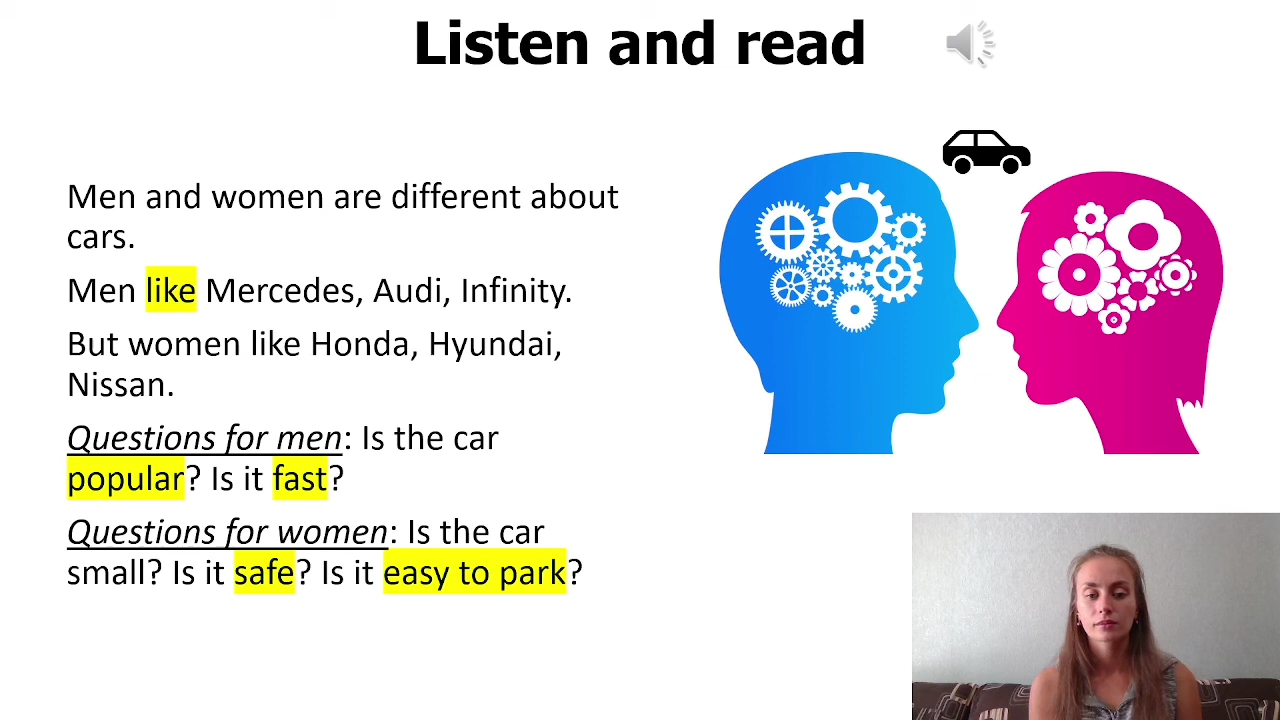 Listen and read
Men and women are different about
cars.
Men like Mercedes, Audi, Infinity.
But women like Honda, Hyundai,
Nissan.
Questions for men: Is the car
popular? Is it fast?
Questions for women: Is the car
small? Is it safe? Is it easy to park?